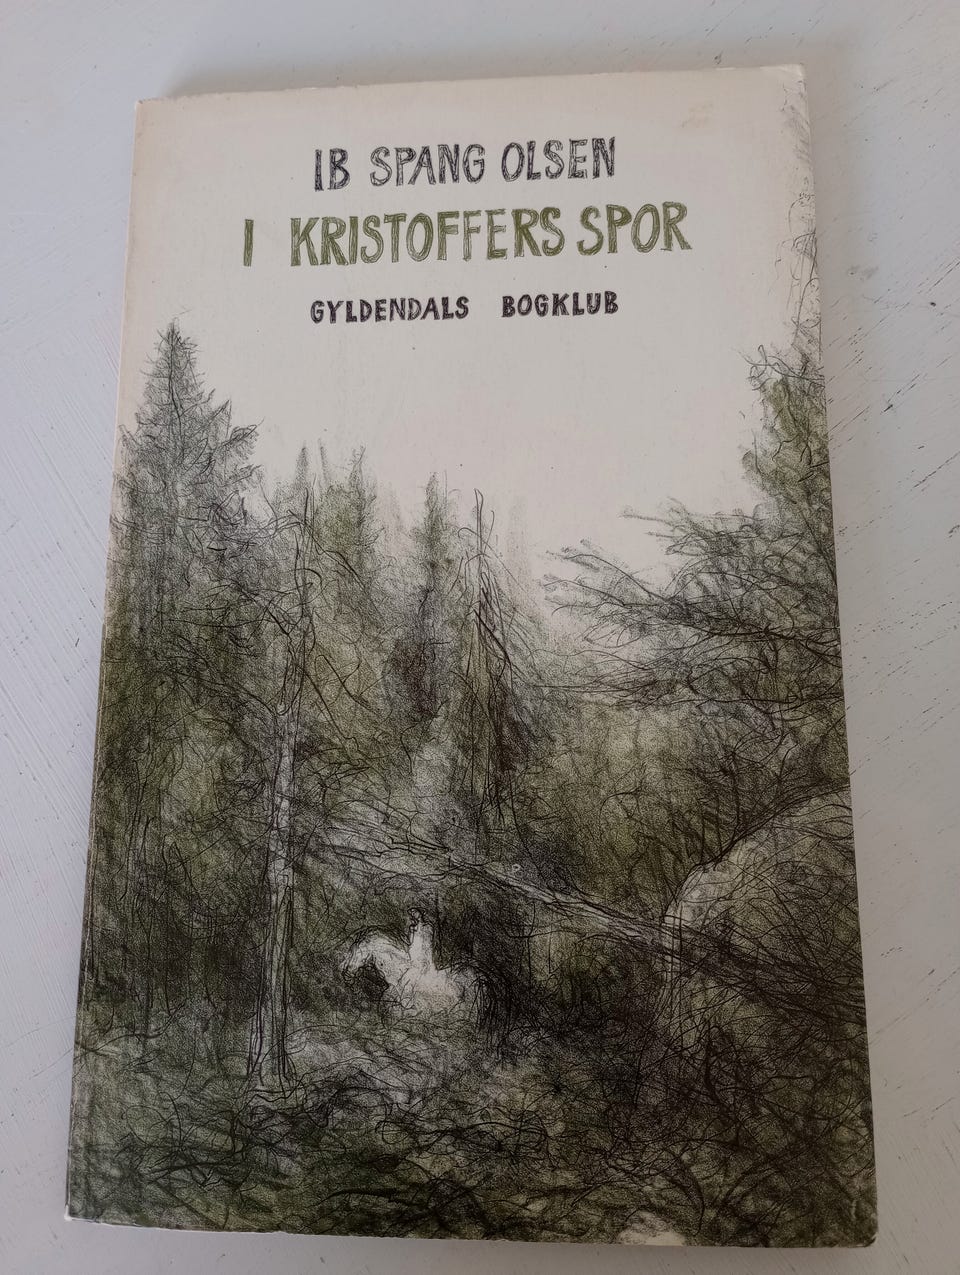 IB SPANG OLSEN
I KRISTOFFERS SPOR
GYLDENDALS BOGKLUB